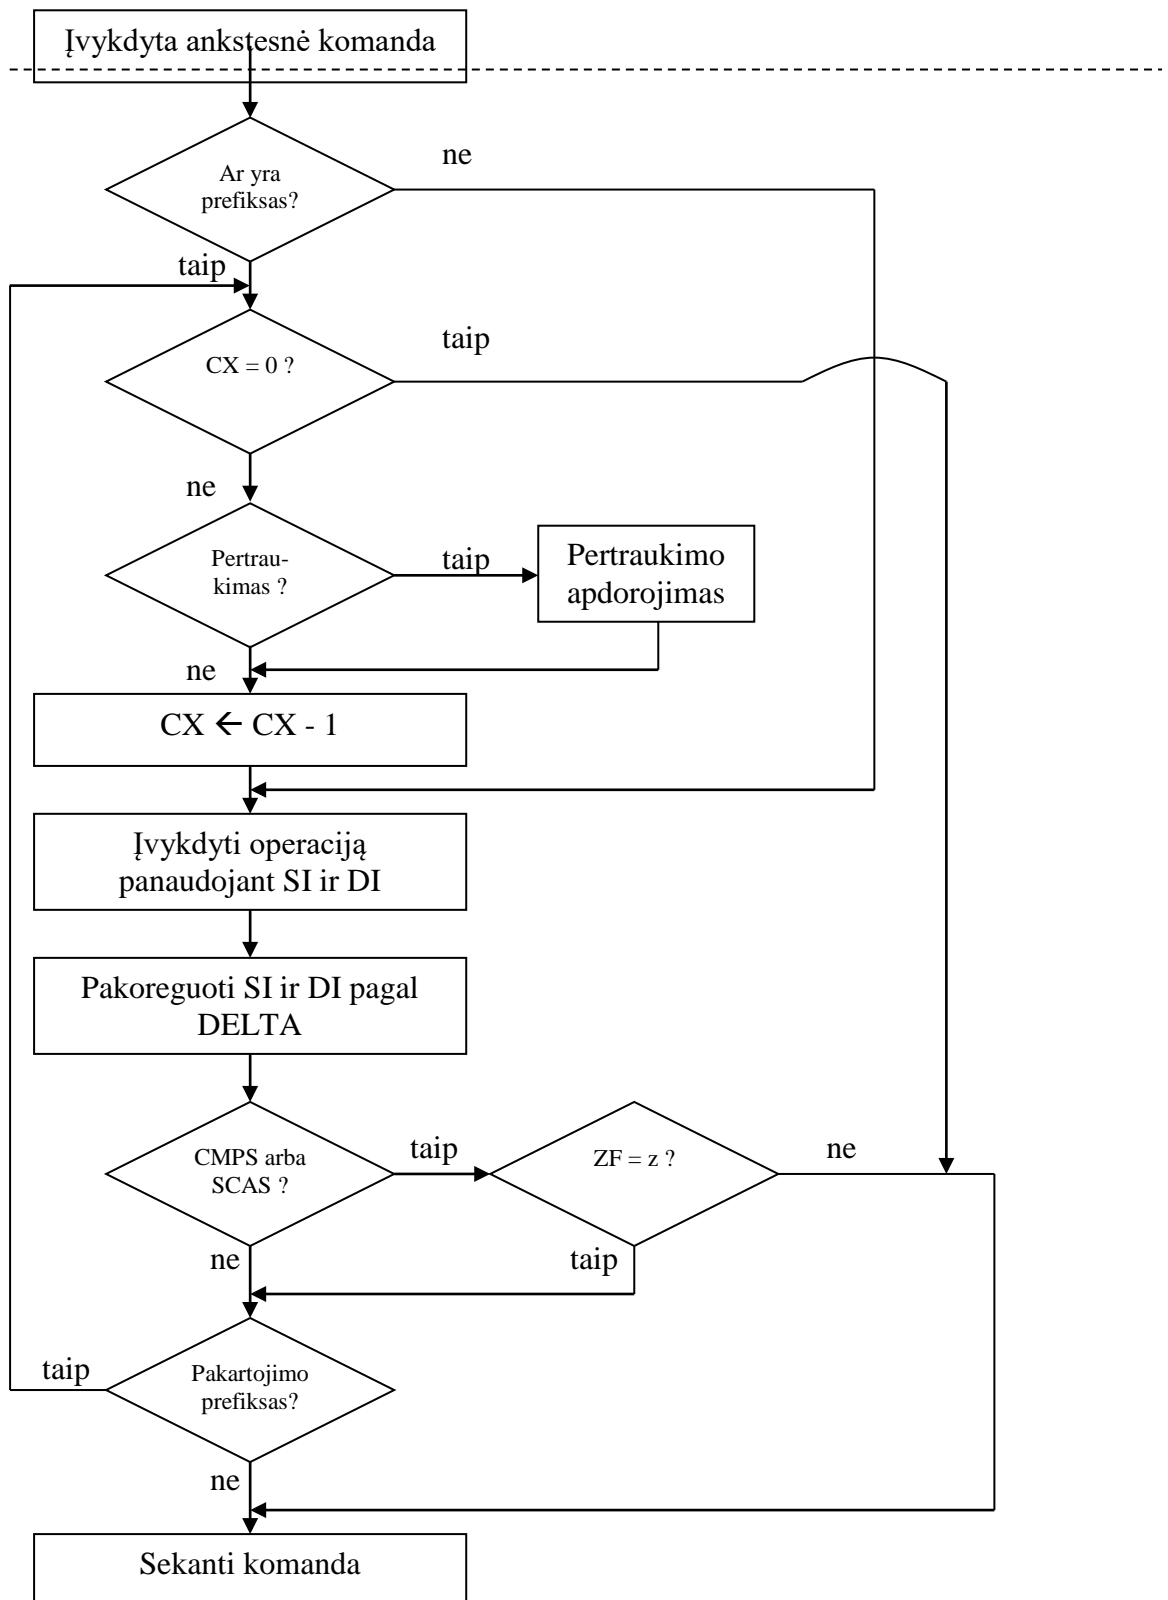 Įvykdyta ankstesnė komanda
Ar yra
prefiksas?
ne
taip
CX = 0 ?
taip
ne
Pertrau-
kimas ?
taip
Pertraukimo
apdorojimas
ne
CX ← CX - 1
Įvykdyti operaciją
panaudojant SI ir DI
Pakoreguoti SI ir DI pagal
DELTA
CMPS arba
SCAS ?
taip
ZF = z ?
ne
ne
taip
Pakartojimo
prefiksas?
taip
ne
Sekanti komanda